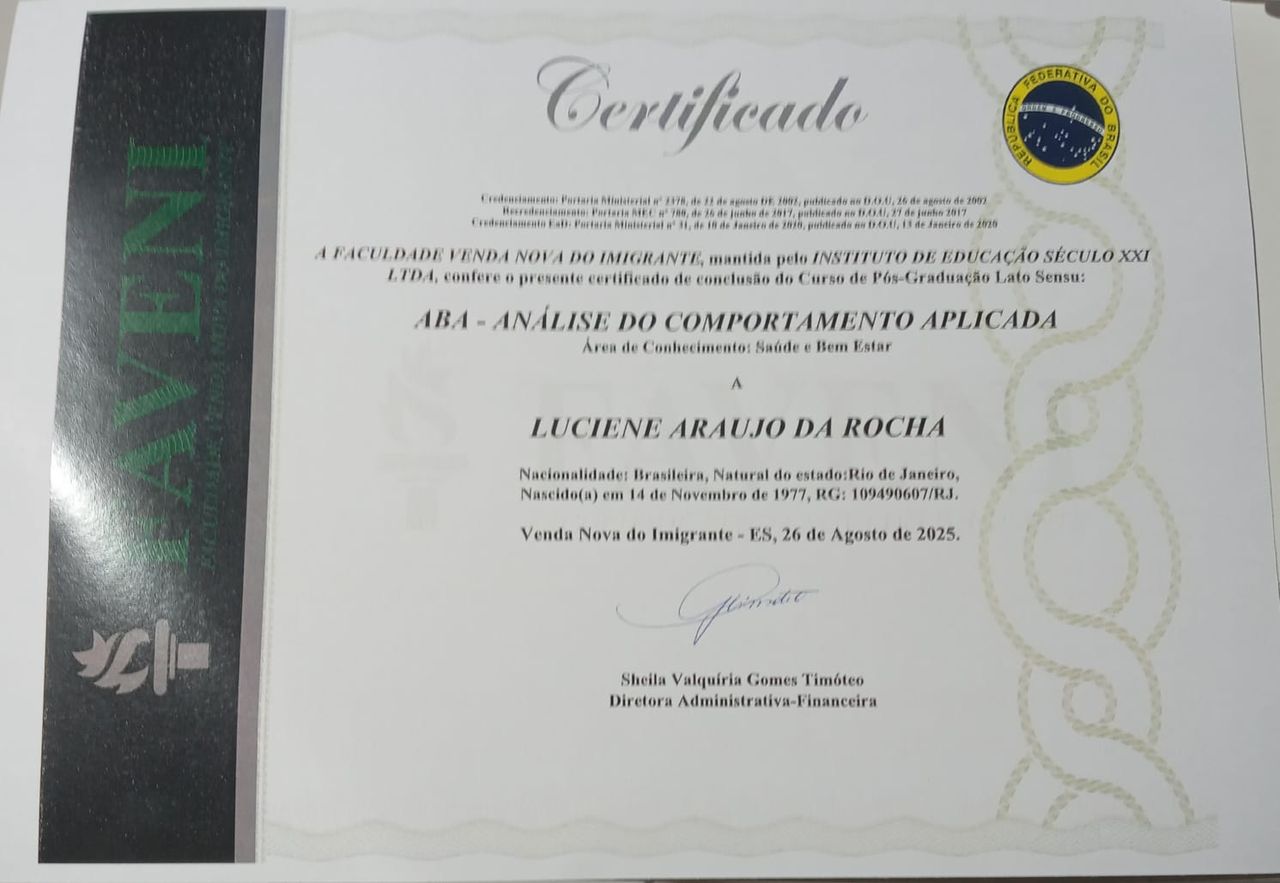 Certificado
REPÚBLICA FEDERATIVA DO BRASIL
ORDEM E PROGRESSO
Credenciamento: Portaria Ministerial nº 2378, de 22 de agosto DE 2002, publicado no D.O.U, 26 de agosto de 2002
Recredenciamento: Portaria MEC nº 780, de 26 de junho de 2017, publicado no D.O.U, 27 de junho 2017
Credenciamento EaD: Portaria Ministerial nº 31, de 10 de Janeiro de 2020, publicado no D.O.U, 13 de Janeiro de 2020
A FACULDADE VENDA NOVA DO IMIGRANTE, mantida pelo INSTITUTO DE EDUCAÇÃO SÉCULO XXI
LTDA, confere o presente certificado de conclusão do Curso de Pós-Graduação Lato Sensu:
ABA - ANÁLISE DO COMPORTAMENTO APLICADA
Área de Conhecimento: Saúde e Bem Estar
A
LUCIENE ARAUJO DA ROCHA
Nacionalidade: Brasileira, Natural do estado:Rio de Janeiro,
Nascido(a) em 14 de Novembro de 1977, RG: 109490607/RJ.
Venda Nova do Imigrante - ES, 26 de Agosto de 2025.
Sheila Valquíria Gomes Timóteo
Diretora Administrativa-Financeira
FAVENI
FACULDADE VENDA NOVA DO IMIGRANTE